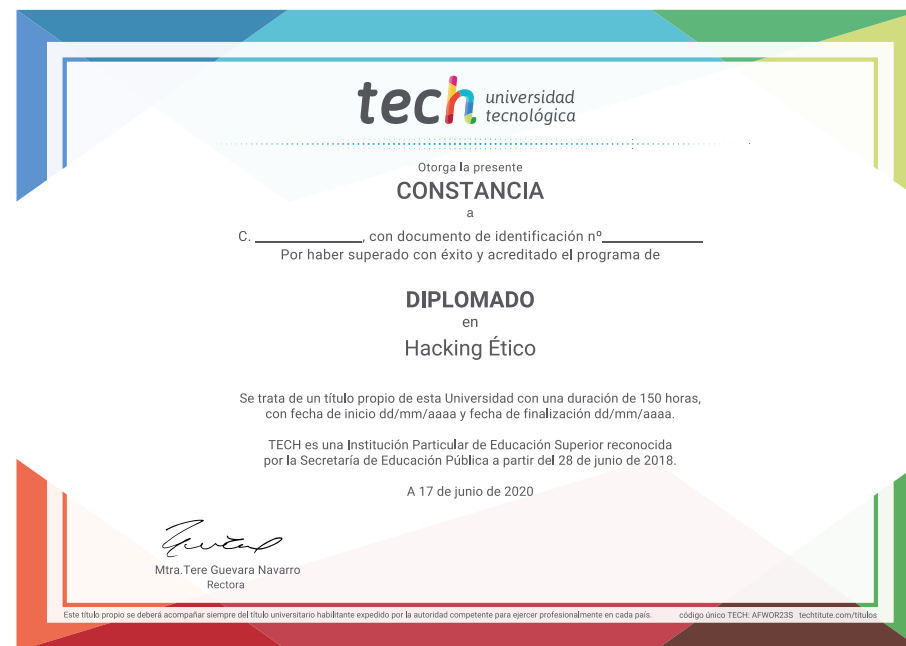 tech universidad
tecnológica
Otorga la presente
CONSTANCIA
a
C. ______________, con documento de identificación nº______________
Por haber superado con éxito y acreditado el programa de
DIPLOMADO
en
Hacking Ético
Se trata de un título propio de esta Universidad con una duración de 150 horas,
con fecha de inicio dd/mm/aaaa y fecha de finalización dd/mm/aaaa.
TECH es una Institución Particular de Educación Superior reconocida
por la Secretaría de Educación Pública a partir del 28 de junio de 2018.
A 17 de junio de 2020
Mtra.Tere Guevara Navarro
Rectora
Este título propio se deberá acompañar siempre del título universitario habilitante expedido por la autoridad competente para ejercer profesionalmente en cada país. código único TECH: AFWOR23S techtitute.com/títulos